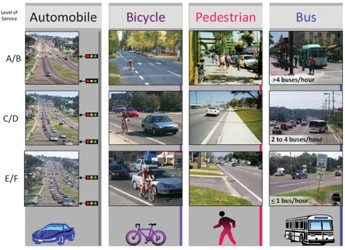 Level of
Service
Automobile
Bicycle
Pedestrian
Bus
A/B
>4 buses/hour
C/D
2 to 4 buses/hour
E/F
≤ 1 bus/hour